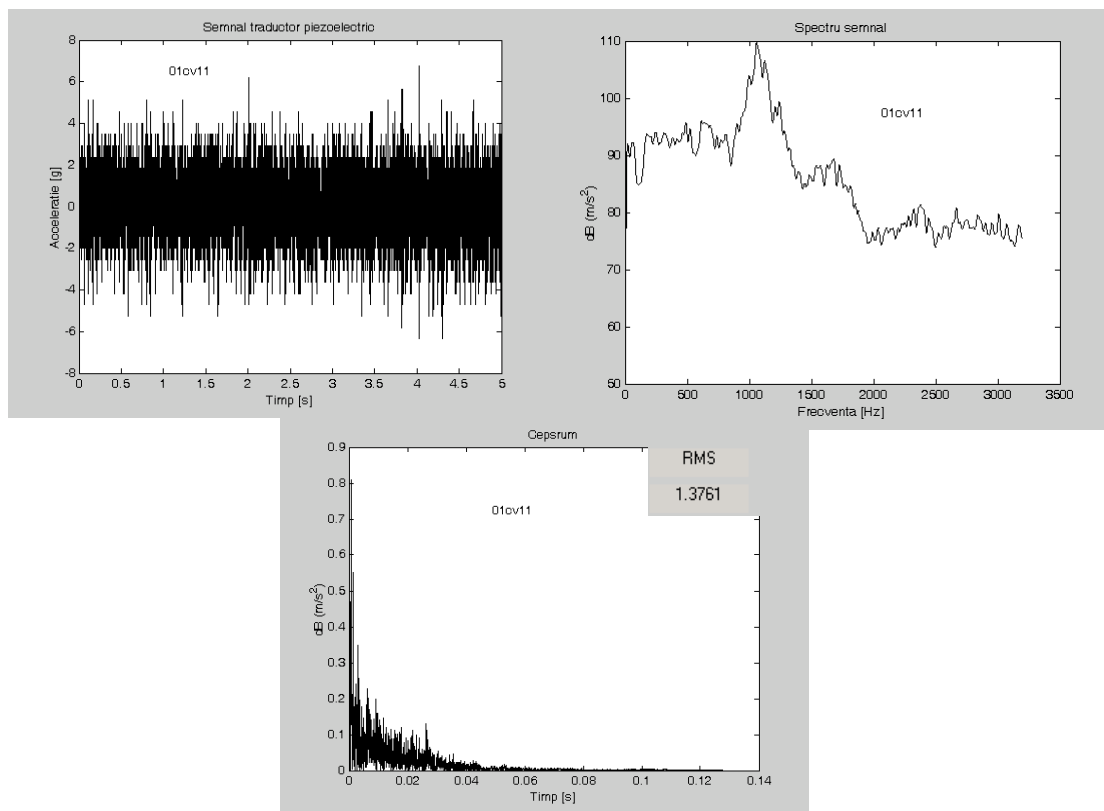 Semnal traductor piezoelectric
01cv11
Acceleratie [g]
8
6
4
2
0
-2
-4
-6
-8
0 0.5 1 1.5 2 2.5 3 3.5 4 4.5 5
Timp [s]
Spectru semnal
01cv11
dB (m/s²)
110
100
90
80
70
60
50
0 500 1000 1500 2000 2500 3000 3500
Frecventa [Hz]
Cepsrum
RMS
1.3761
01cv11
dB (m/s²)
0.9
0.8
0.7
0.6
0.5
0.4
0.3
0.2
0.1
0
0 0.02 0.04 0.06 0.08 0.1 0.12 0.14
Timp [s]